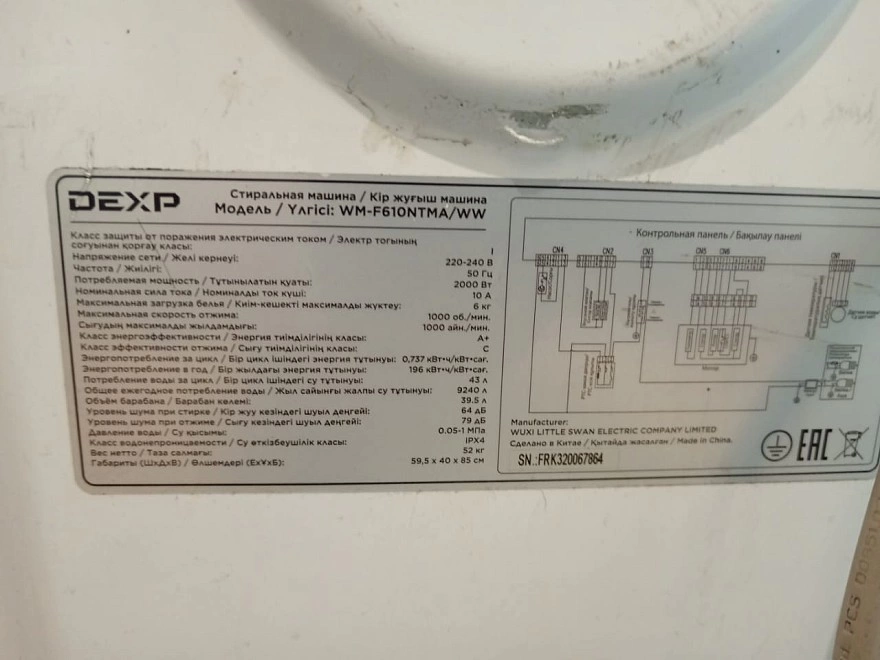 DEXP
Стиральная машина / Кір жуғыш машина
Модель / Үлгісі: WM-F610NTMA/WW
Класс защиты от поражения электрическим током / Электр тогының
соғуынан қорғау класы: I
Напряжение сети / Желі кернеуі: 220-240 В
Частота / Жиілігі: 50 Гц
Потребляемая мощность / Тұтынылатын қуаты: 2000 Вт
Номинальная сила тока / Номиналды ток күші: 10 А
Максимальная загрузка белья / Киім-кешекті максималды жүктеу: 6 кг
Максимальная скорость отжима: 1000 об./мин.
Сығудың максималды жылдамдығы: 1000 айн./мин.
Класс энергоэффективности / Энергия тиімділігінің класы: A+
Класс эффективности отжима / Сығу тиімділігінің класы: C
Энергопотребление за цикл / Бір цикл ішіндегі энергия тұтынуы: 0,737 кВт•ч/кВт•сағ.
Энергопотребление в год / Бір жылдағы энергия тұтынуы: 196 кВт•ч/кВт•сағ.
Потребление воды за цикл / Бір цикл ішіндегі су тұтынуы: 43 л
Общее ежегодное потребление воды / Жыл сайынғы жалпы су тұтынуы: 9240 л
Объём барабана / Барабан көлемі: 39.5 л
Уровень шума при стирке / Кір жуу кезіндегі шуыл деңгейі: 64 дБ
Уровень шума при отжиме / Сығу кезіндегі шуыл деңгейі: 79 дБ
Давление воды / Су қысымы: 0.05-1 МПа
Класс водонепроницаемости / Су өткізбеушілік класы: IPX4
Вес нетто / Таза салмағы: 52 кг
Габариты (ШхДхВ) / Өлшемдері (ЕхҰхБ): 59,5 x 40 x 85 см
Контрольная панель / Бақылау панелі
CN4 CN2 CN3 CN5 CN6 CN7
Мотор
Manufacturer:
WUXI LITTLE SWAN ELECTRIC COMPANY LIMITED
Сделано в Китае / Қытайда жасалған / Made in China.
SN.:FRK320067864
EAC
PCS